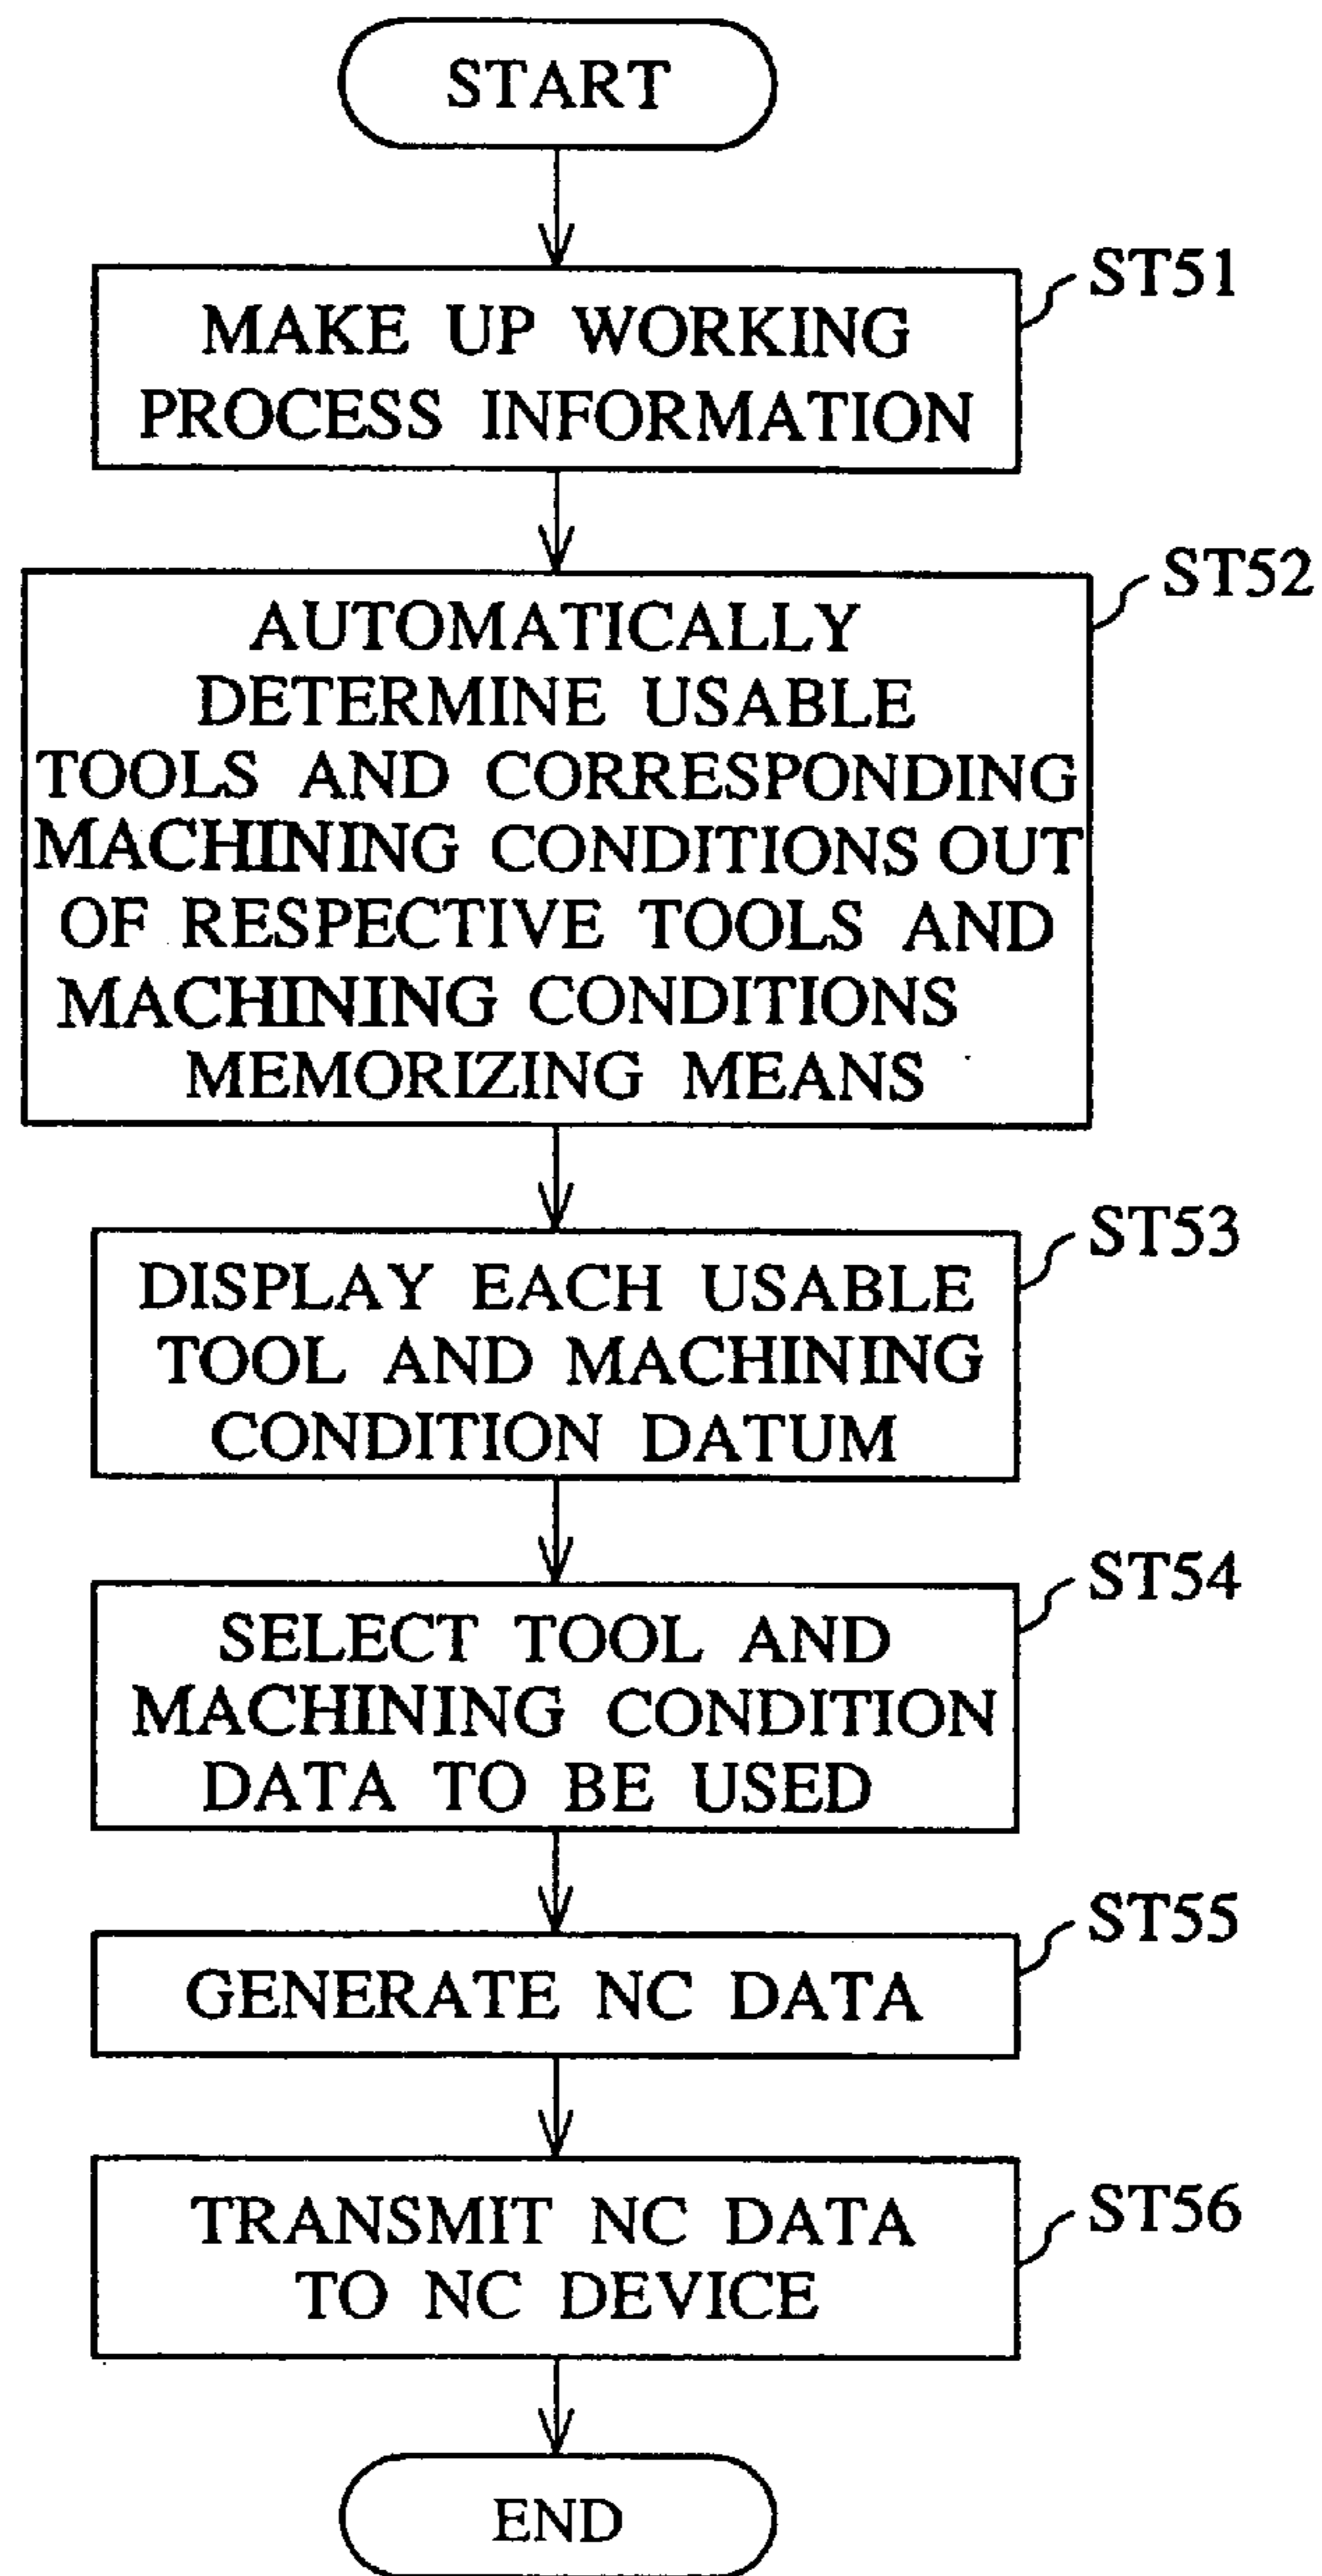 START
ST51
MAKE UP WORKING
PROCESS INFORMATION
ST52
AUTOMATICALLY
DETERMINE USABLE
TOOLS AND CORRESPONDING
MACHINING CONDITIONS OUT
OF RESPECTIVE TOOLS AND
MACHINING CONDITIONS
MEMORIZING MEANS
ST53
DISPLAY EACH USABLE
TOOL AND MACHINING
CONDITION DATUM
ST54
SELECT TOOL AND
MACHINING CONDITION
DATA TO BE USED
ST55
GENERATE NC DATA
ST56
TRANSMIT NC DATA
TO NC DEVICE
END